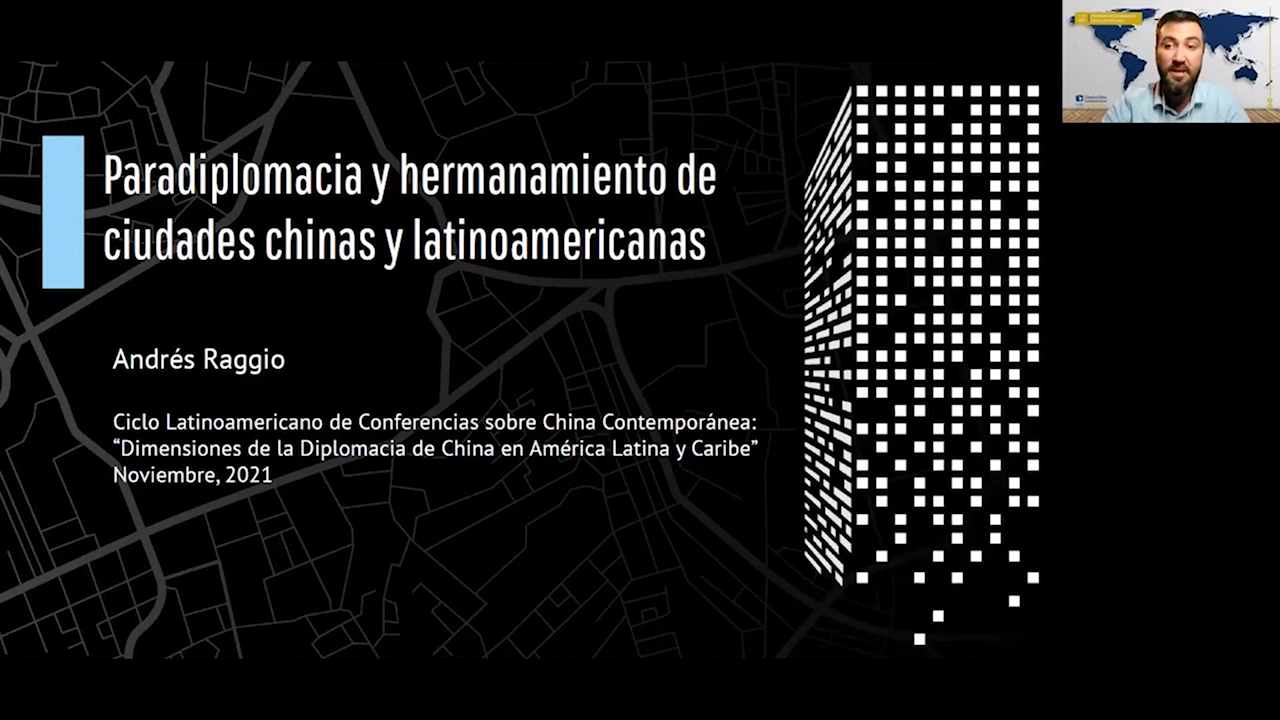 Paradiplomacia y hermanamiento de
ciudades chinas y latinoamericanas
Andrés Raggio
Ciclo Latinoamericano de Conferencias sobre China Contemporánea:
“Dimensiones de la Diplomacia de China en América Latina y Caribe”
Noviembre, 2021